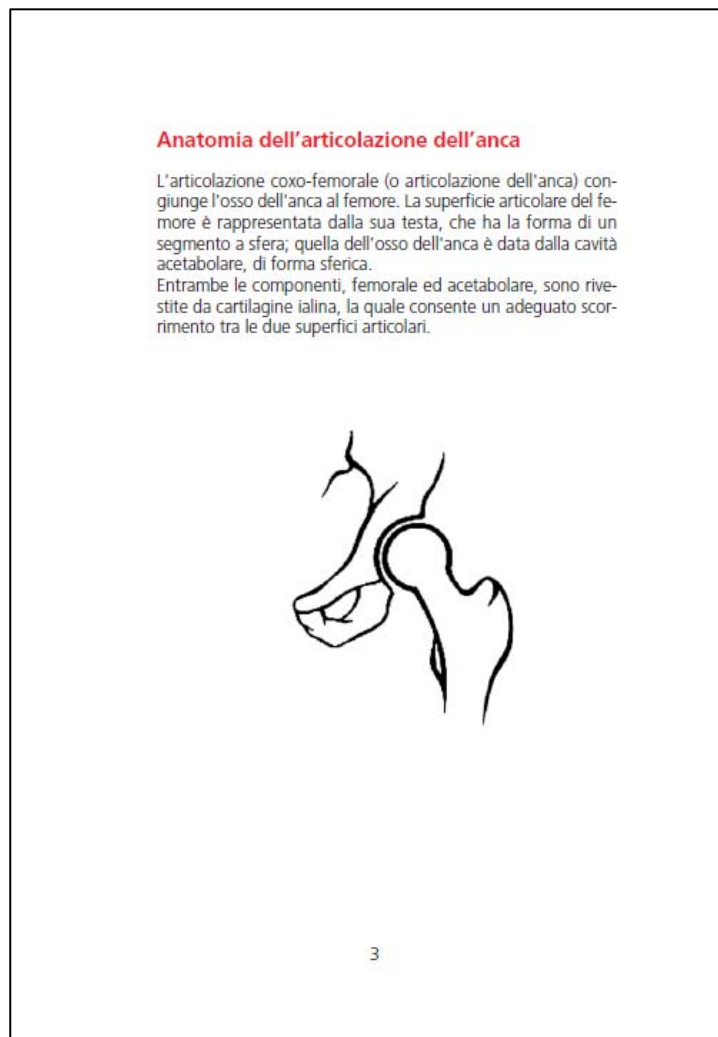 Anatomia dell'articolazione dell'anca
L'articolazione coxo-femorale (o articolazione dell'anca) con-
giunge l'osso dell'anca al femore. La superficie articolare del fe-
more è rappresentata dalla sua testa, che ha la forma di un
segmento a sfera; quella dell'osso dell'anca è data dalla cavità
acetabolare, di forma sferica.
Entrambe le componenti, femorale ed acetabolare, sono rive-
stite da cartilagine ialina, la quale consente un adeguato scor-
rimento tra le due superfici articolari.
3